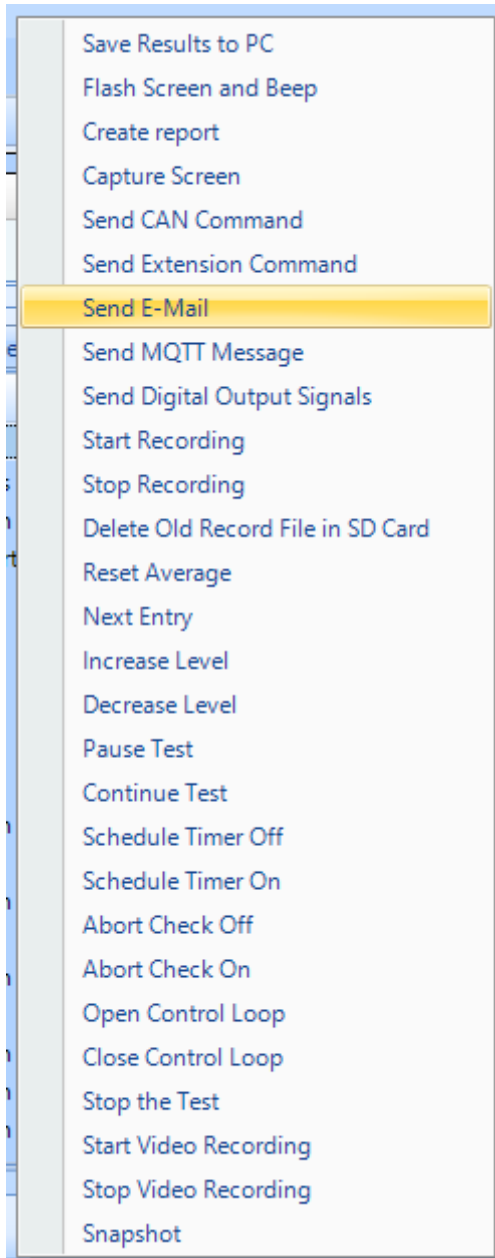 Save Results to PC
Flash Screen and Beep
Create report
Capture Screen
Send CAN Command
Send Extension Command
Send E-Mail
Send MQTT Message
Send Digital Output Signals
Start Recording
Stop Recording
Delete Old Record File in SD Card
Reset Average
Next Entry
Increase Level
Decrease Level
Pause Test
Continue Test
Schedule Timer Off
Schedule Timer On
Abort Check Off
Abort Check On
Open Control Loop
Close Control Loop
Stop the Test
Start Video Recording
Stop Video Recording
Snapshot